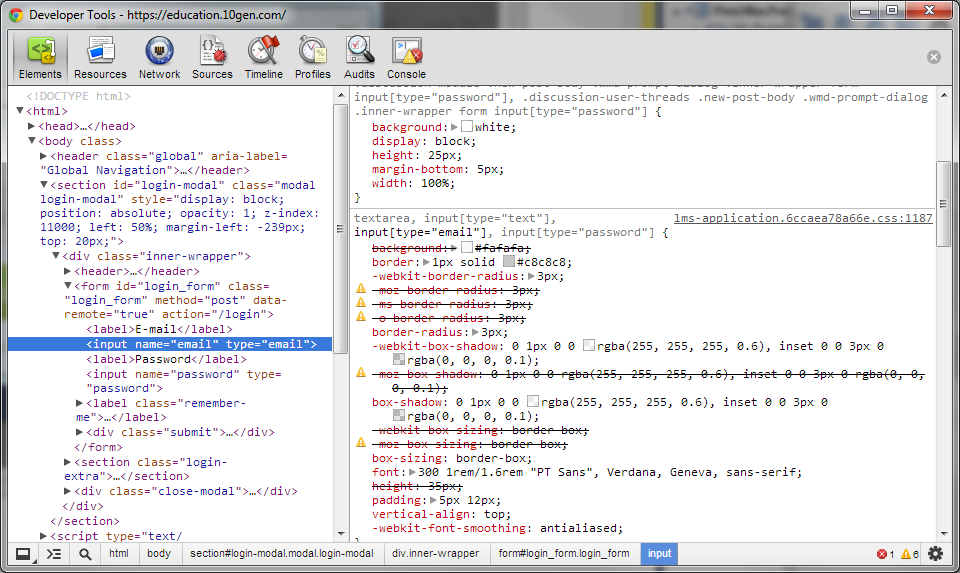 Developer Tools - https://education.10gen.com/
Elements Resources Network Sources Timeline Profiles Audits Console
<!DOCTYPE html>
▼<html>
▶<head>…</head>
▼<body class>
▶<header class="global" aria-label=
"Global Navigation">…</header>
▼<section id="login-modal" class="modal
login-modal" style="display: block;
position: absolute; opacity: 1; z-index:
11000; left: 50%; margin-left: -239px;
top: 20px;">
▼<div class="inner-wrapper">
▶<header>…</header>
▼<form id="login_form" class=
"login_form" method="post" data-
remote="true" action="/login">
<label>E-mail</label>
<input name="email" type="email">
<label>Password</label>
<input name="password" type=
"password">
▶<label class="remember-
me">…</label>
▶<div class="submit">…</div>
</form>
▶<section class="login-
extra">…</section>
▶<div class="close-modal">…</div>
</div>
</section>
▶<script type="text/
input[type="password"], .discussion-user-threads .new-post-body .wmd-prompt-dialog
.inner-wrapper form input[type="password"] {
background:▶white;
display: block;
height: 25px;
margin-bottom: 5px;
width: 100%;
}
textarea, input[type="text"], lms-application.6ccaea78a66e.css:1187
input[type="email"], input[type="password"] {
background:▶#fafafa;
border:▶1px solid #c8c8c8;
-webkit-border-radius:▶3px;
-moz-border-radius: 3px;
-ms-border-radius: 3px;
-o-border-radius: 3px;
border-radius:▶3px;
-webkit-box-shadow: 0 1px 0 0 rgba(255, 255, 255, 0.6), inset 0 0 3px 0
rgba(0, 0, 0, 0.1);
-moz-box-shadow: 0 1px 0 0 rgba(255, 255, 255, 0.6), inset 0 0 3px 0 rgba(0, 0,
0, 0.1);
box-shadow: 0 1px 0 0 rgba(255, 255, 255, 0.6), inset 0 0 3px 0
rgba(0, 0, 0, 0.1);
-webkit-box-sizing: border-box;
-moz-box-sizing: border-box;
box-sizing: border-box;
font:▶300 1rem/1.6rem "PT Sans", Verdana, Geneva, sans-serif;
height: 35px;
padding:▶5px 12px;
vertical-align: top;
-webkit-font-smoothing: antialiased;
}
html body section#login-modal.modal.login-modal div.inner-wrapper form#login_form.login_form input 1 6